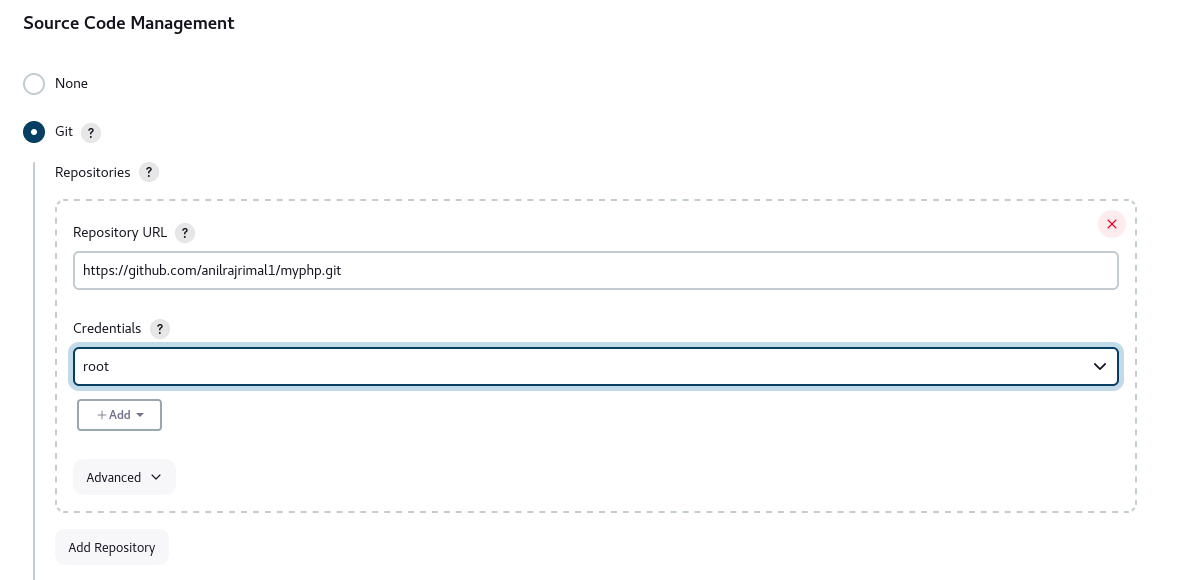 Source Code Management
None
Git ?
Repositories ?
Repository URL ?
https://github.com/anilrajrimal1/myphp.git
Credentials ?
root
+ Add
Advanced
Add Repository